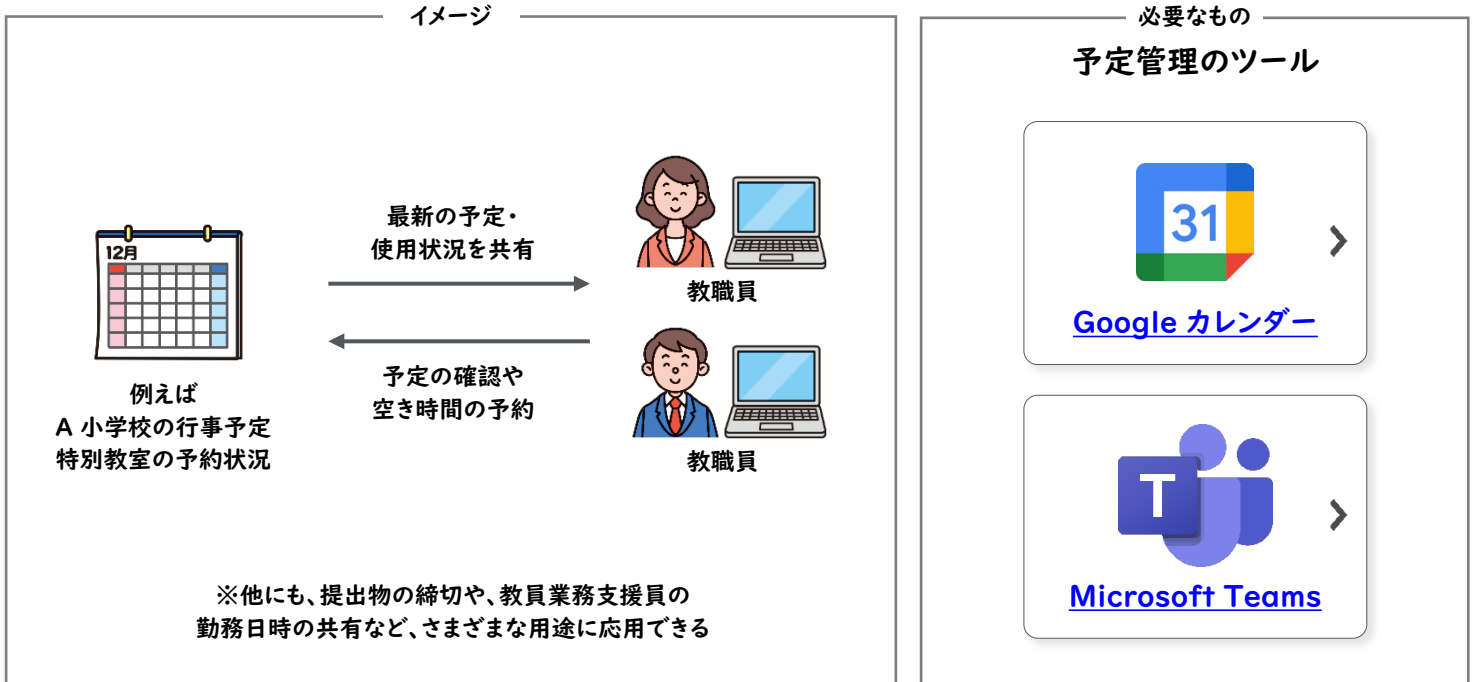 イメージ
12月
例えば
A 小学校の行事予定
特別教室の予約状況
最新の予定・
使用状況を共有
予定の確認や
空き時間の予約
教職員
教職員
※他にも、提出物の締切や、教員業務支援員の
勤務日時の共有など、さまざまな用途に応用できる
必要なもの
予定管理のツール
31
Google カレンダー
T
Microsoft Teams